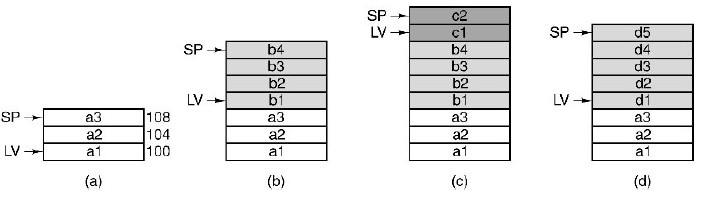 SP a3 108
a2 104
LV a1 100
(a)
SP b4
b3
b2
LV b1
a3
a2
a1
(b)
SP c2
LV c1
b4
b3
b2
b1
a3
a2
a1
(c)
SP d5
d4
d3
d2
LV d1
a3
a2
a1
(d)